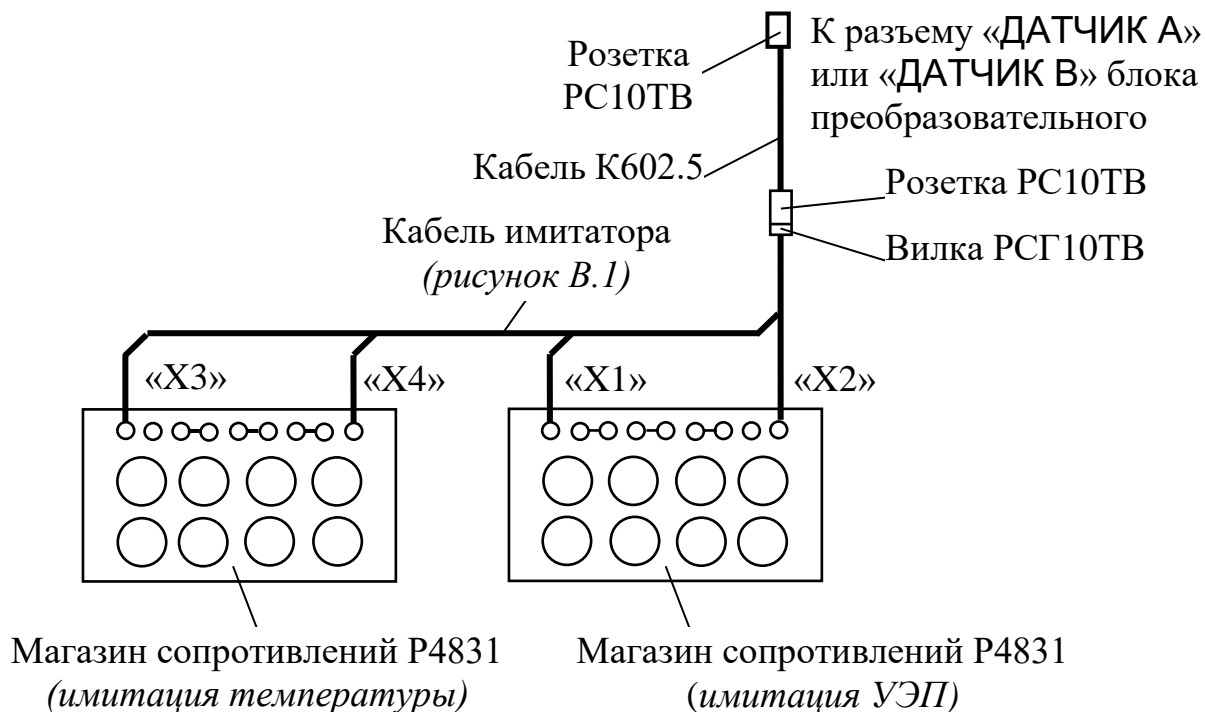 К разъему «ДАТЧИК А»
или «ДАТЧИК В» блока
преобразовательного
Розетка
РС10ТВ
Кабель К602.5
Розетка РС10ТВ
Вилка РСГ10ТВ
Кабель имитатора
(рисунок В.1)
«Х3»
«Х4»
«Х1»
«Х2»
Магазин сопротивлений Р4831
(имитация температуры)
Магазин сопротивлений Р4831
(имитация УЭП)